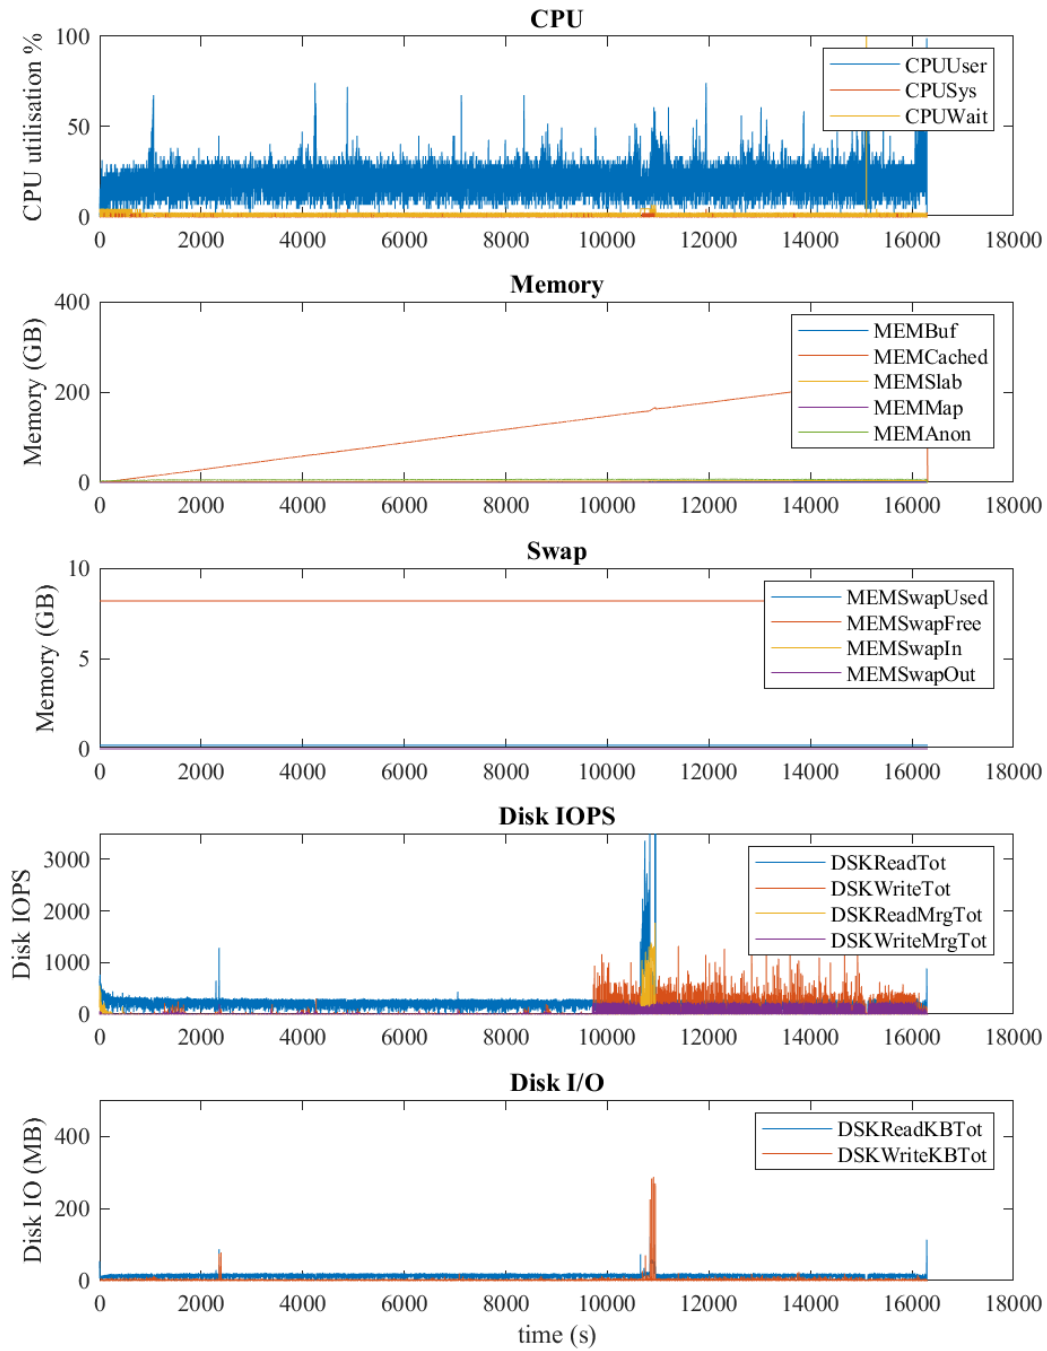 CPU
CPU utilisation %
100
50
0
CPUUser
CPUSys
CPUWait
0 2000 4000 6000 8000 10000 12000 14000 16000 18000
Memory
Memory (GB)
400
200
0
MEMBuf
MEMCached
MEMSlab
MEMMap
MEMAnon
0 2000 4000 6000 8000 10000 12000 14000 16000 18000
Swap
Memory (GB)
10
5
0
MEMSwapUsed
MEMSwapFree
MEMSwapIn
MEMSwapOut
0 2000 4000 6000 8000 10000 12000 14000 16000 18000
Disk IOPS
Disk IOPS
3000
2000
1000
0
DSKReadTot
DSKWriteTot
DSKReadMrgTot
DSKWriteMrgTot
0 2000 4000 6000 8000 10000 12000 14000 16000 18000
Disk I/O
Disk IO (MB)
400
200
0
DSKReadKBTot
DSKWriteKBTot
0 2000 4000 6000 8000 10000 12000 14000 16000 18000
time (s)